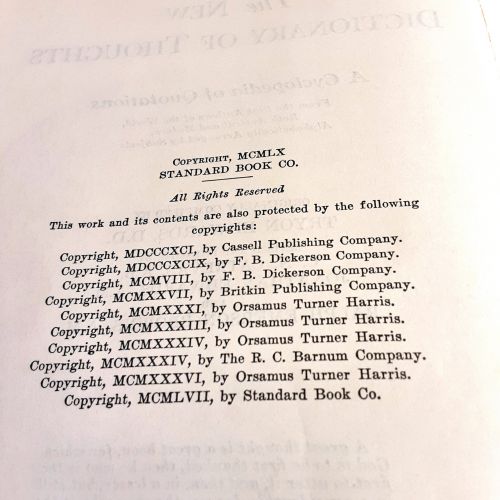 Copyright, MCMLX
STANDARD BOOK CO.
All Rights Reserved
This work and its contents are also protected by the following
copyrights:
Copyright, MDCCCXCI, by Cassell Publishing Company.
Copyright, MDCCCXCIX, by F. B. Dickerson Company.
Copyright, MCMVIII, by F. B. Dickerson Company.
Copyright, MCMXXVII, by Britkin Publishing Company.
Copyright, MCMXXXI, by Orsamus Turner Harris.
Copyright, MCMXXXIII, by Orsamus Turner Harris.
Copyright, MCMXXXIV, by Orsamus Turner Harris.
Copyright, MCMXXXIV, by The R. C. Barnum Company.
Copyright, MCMXXXVI, by Orsamus Turner Harris.
Copyright, MCMLVII, by Standard Book Co.